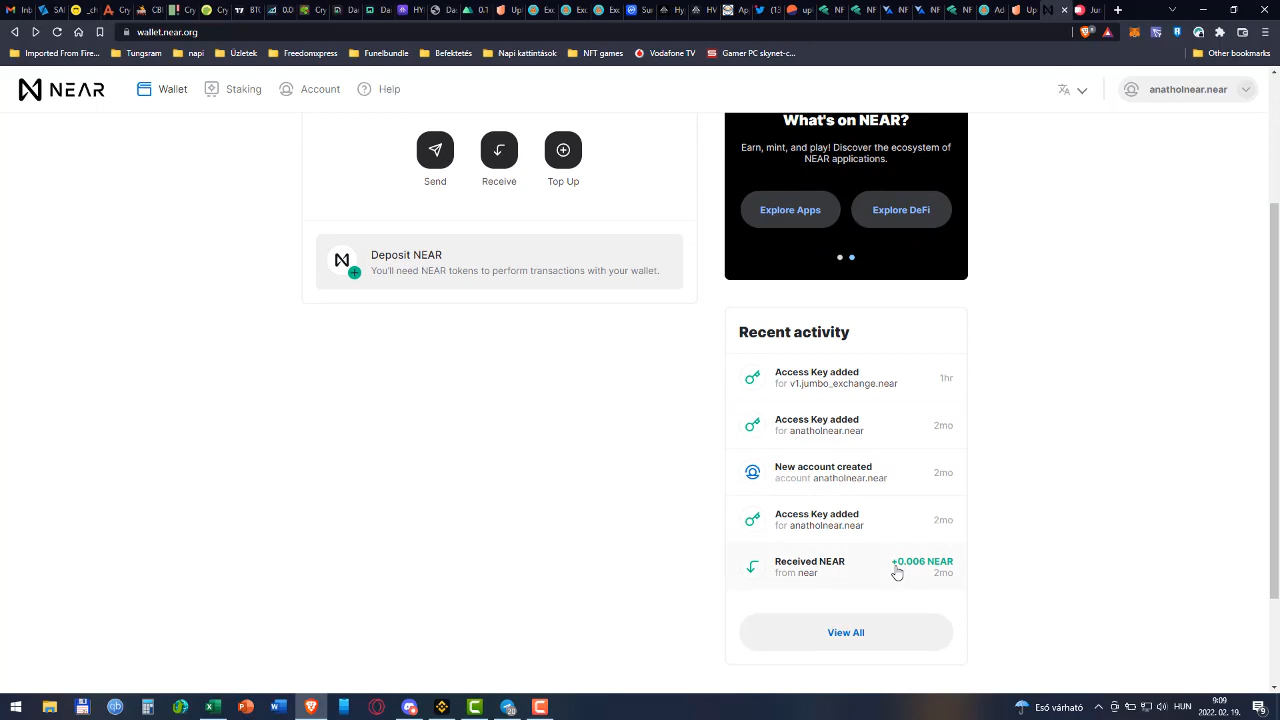 wallet.near.org
Imported From Fire...
Tungsram
napi
Üzletek
Freedomxpress
Fundonomie
Befektetés
Napi kattintások
NFT games
Vodafone TV
Gamer PC skynet-c...
Other bookmarks
NEAR
Wallet
Staking
Account
Help
anatholnear.near
What's on NEAR?
Earn, mint, and play! Discover the ecosystem of
NEAR applications.
Send
Receive
Top Up
Explore Apps
Explore DeFi
Deposit NEAR
You'll need NEAR tokens to perform transactions with your wallet.
Recent activity
Access Key added
for v1.jumbo_exchange.near
1hr
Access Key added
for anatholnear.near
2mo
New account created
account anatholnear.near
2mo
Access Key added
for anatholnear.near
2mo
Received NEAR
from near
+0.006 NEAR
2mo
View All
Eső várható
HUN
9:09
2022. 02. 19.